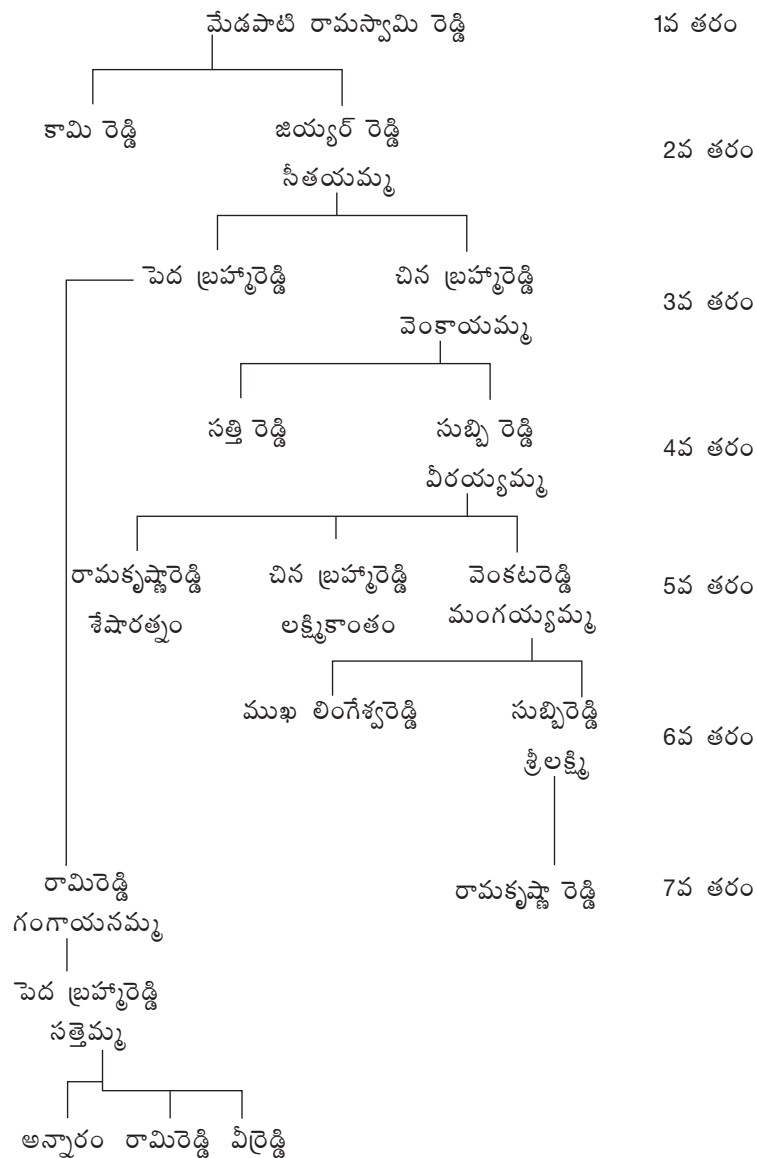 మేడపాటి రామస్వామి రెడ్డి 1వ తరం
కామి రెడ్డి జియ్యర్ రెడ్డి
2వ తరం
సీతయమ్మ
పెద బ్రహ్మారెడ్డి చిన బ్రహ్మారెడ్డి
3వ తరం
వెంకాయమ్మ
సత్తి రెడ్డి సుబ్బి రెడ్డి
4వ తరం
వీరయ్యమ్మ
రామకృష్ణారెడ్డి చిన బ్రహ్మారెడ్డి వెంకటరెడ్డి
5వ తరం
శేషారత్నం లక్ష్మికాంతం మంగయ్యమ్మ
ముఖ లింగేశ్వరెడ్డి సుబ్బిరెడ్డి
6వ తరం
శ్రీలక్ష్మి
రామిరెడ్డి రామకృష్ణా రెడ్డి 7వ తరం
గంగాయనమ్మ
పెద బ్రహ్మారెడ్డి
సత్తెమ్మ
అన్నారం రామిరెడ్డి వీర్రెడ్డి